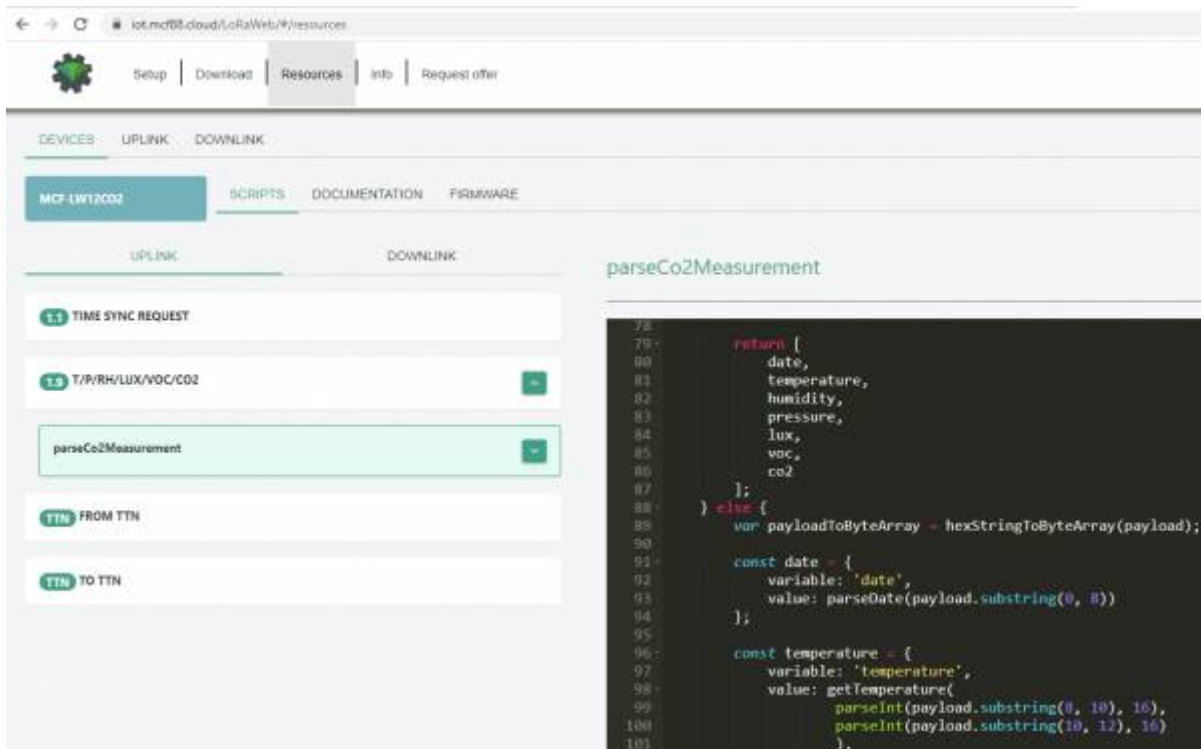 iot.mcf88.cloud/LoRaWeb/#/resources
Setup Download Resources Info Request offer
DEVICES UPLINK DOWNLINK
MCF-LW12CO2 SCRIPTS DOCUMENTATION FIRMWARE
UPLINK DOWNLINK
1.1 TIME SYNC REQUEST
1.9 T/P/RH/LUX/VOC/CO2
parseCo2Measurement
TTN FROM TTN
TTN TO TTN
parseCo2Measurement
78
79 return [
80 date,
81 temperature,
82 humidity,
83 pressure,
84 lux,
85 voc,
86 co2
87 ];
88 } else {
89 var payloadToByteArray = hexStringToByteArray(payload);
90
91 const date = {
92 variable: 'date',
93 value: parseDate(payload.substring(0, 8))
94 };
95
96 const temperature = {
97 variable: 'temperature',
98 value: getTemperature(
99 parseInt(payload.substring(8, 10), 16),
100 parseInt(payload.substring(10, 12), 16)
101 ),